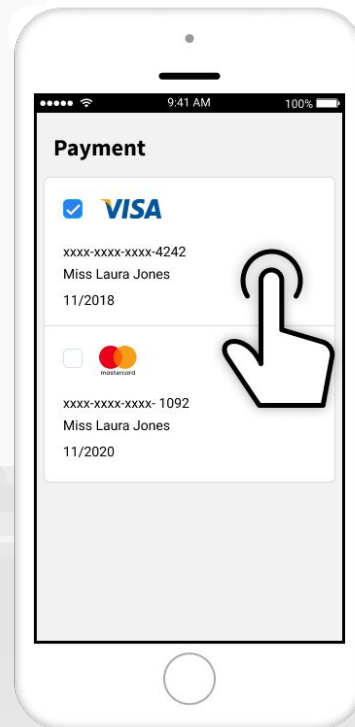 9:41 AM
100%
Payment
VISA
xxxx-xxxx-xxxx-4242
Miss Laura Jones
11/2018
mastercard
xxxx-xxxx-xxxx- 1092
Miss Laura Jones
11/2020